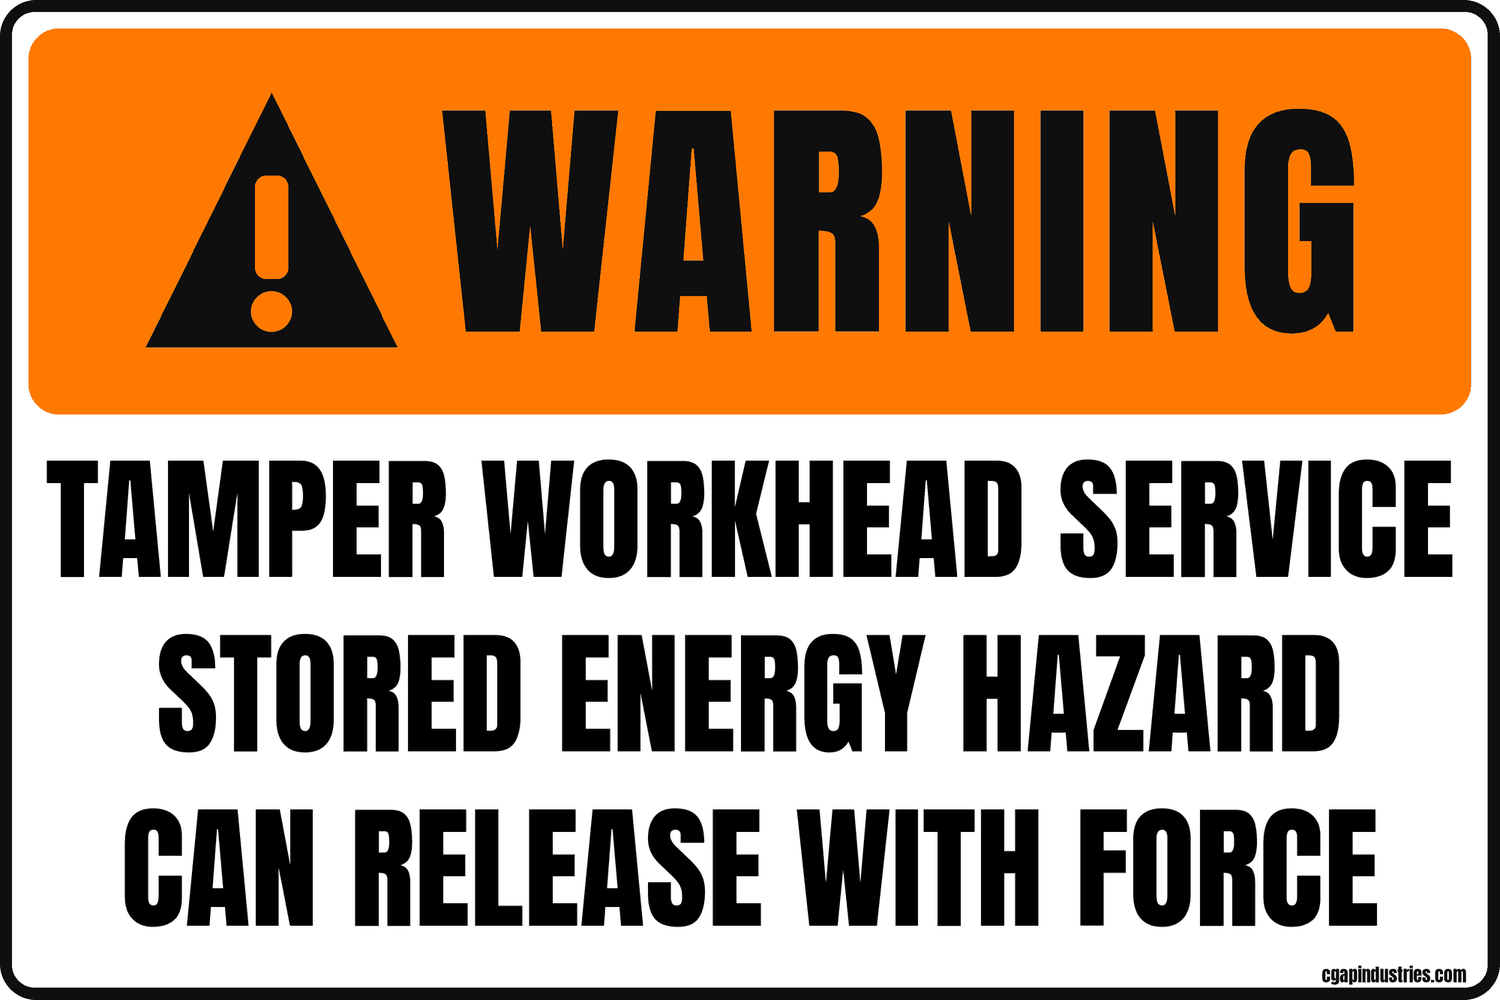 WARNING
TAMPER WORKHEAD SERVICE
STORED ENERGY HAZARD
CAN RELEASE WITH FORCE
cgapindustries.com